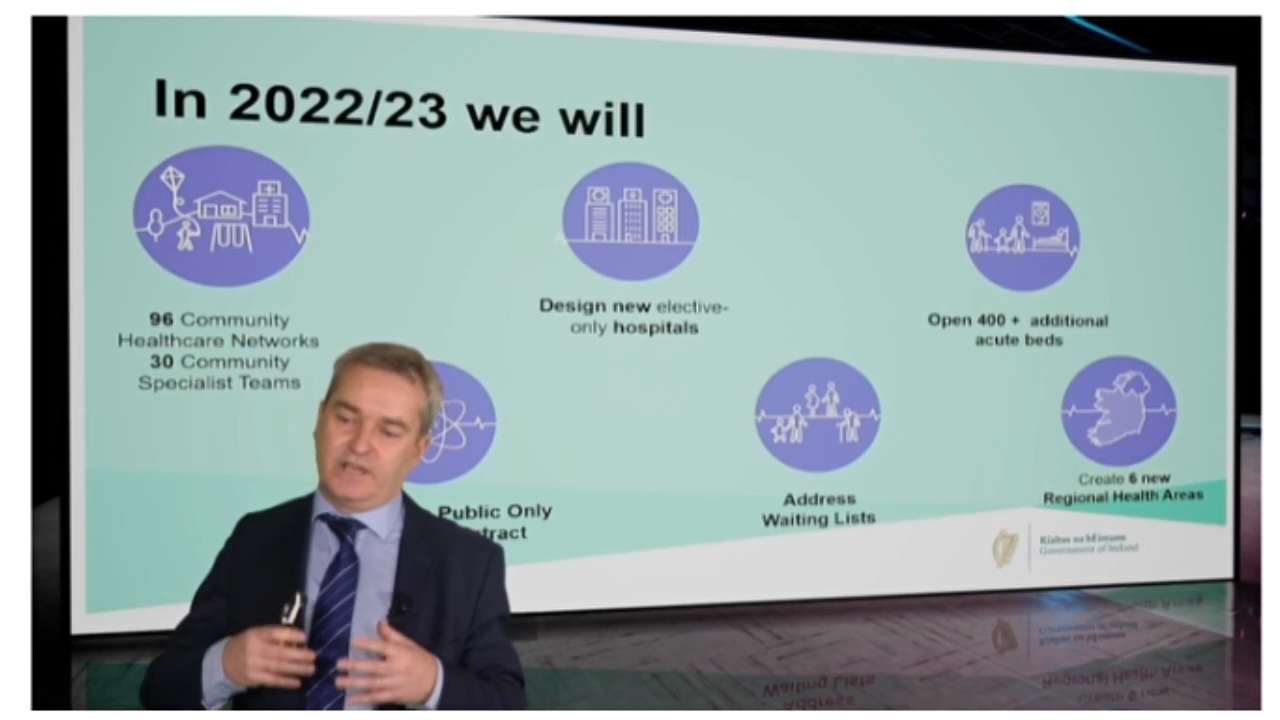 In 2022/23 we will
96 Community
Healthcare Networks
30 Community
Specialist Teams
Design new elective-
only hospitals
Open 400 + additional
acute beds
Public Only
tract
Address
Waiting Lists
Create 6 new
Regional Health Areas
Rialtas na hÉireann
Government of Ireland